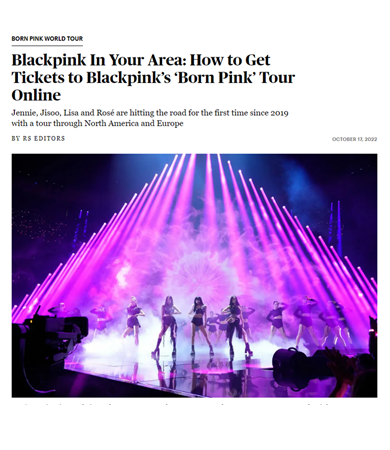 BORN PINK WORLD TOUR
Blackpink In Your Area: How to Get
Tickets to Blackpink's ‘Born Pink’ Tour
Online
Jennie, Jisoo, Lisa and Rosé are hitting the road for the first time since 2019
with a tour through North America and Europe
BY RS EDITORS
OCTOBER 17, 2022